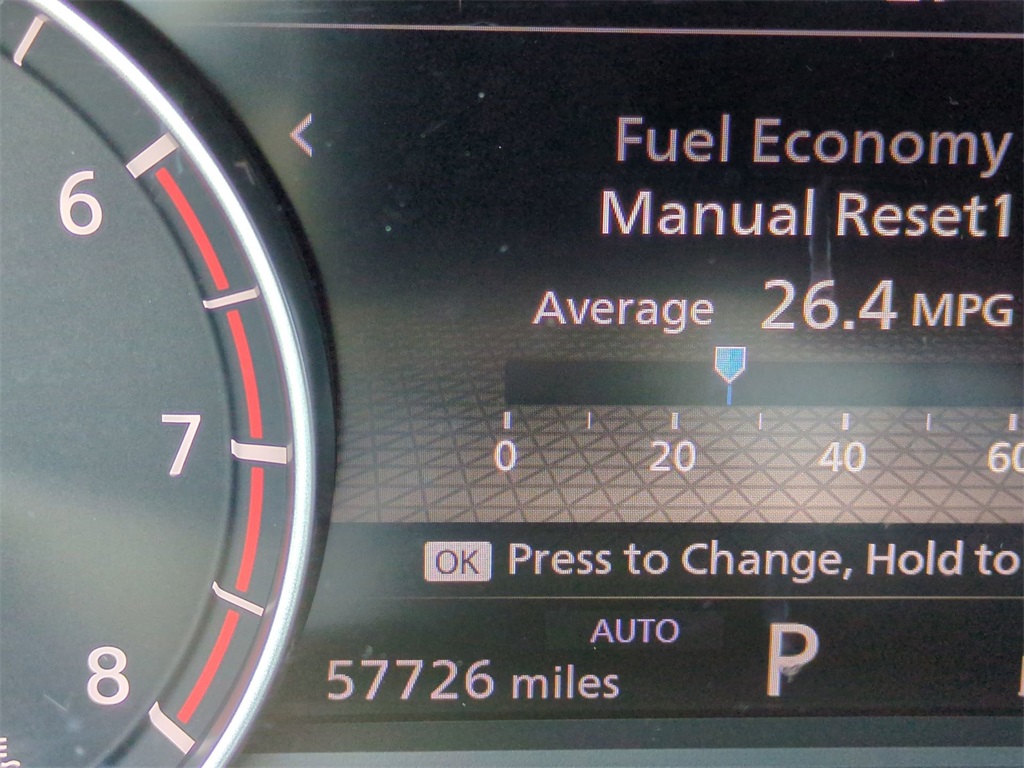 6
7
8
Fuel Economy
Manual Reset1
Average 26.4 MPG
0 20 40 60
OK Press to Change, Hold to
AUTO
P
57726 miles